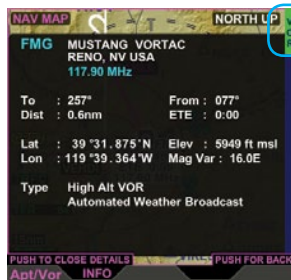 NAV MAP NORTH UP
FMG MUSTANG VORTAC
RENO, NV USA
117.90 MHz
To : 257° From : 077°
Dist : 0.6nm ETE : 0:00
Lat : 39°31.875'N Elev : 5949 ft msl
Lon : 119°39.364'W Mag Var : 16.0E
Type High Alt VOR
Automated Weather Broadcast
PUSH TO CLOSE DETAILS PUSH FOR BACK
Apt/Vor INFO